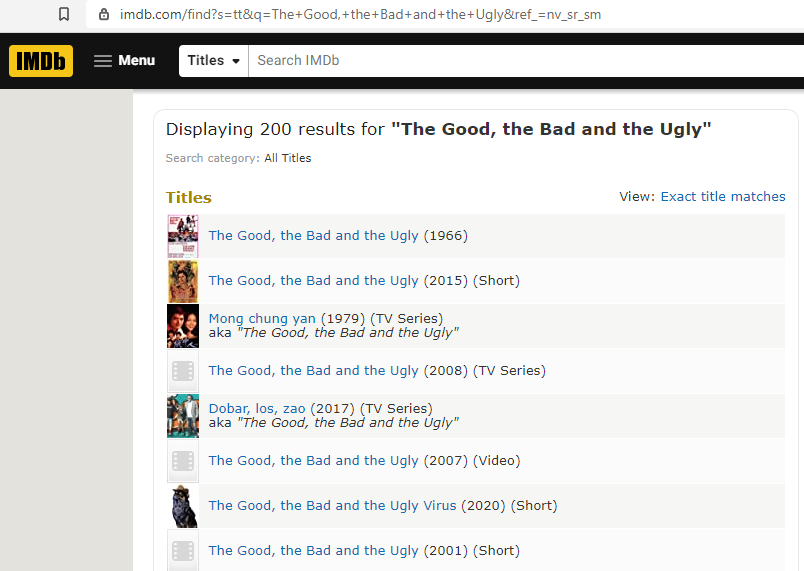 imdb.com/find?s=tt&q=The+Good,+the+Bad+and+the+Ugly&ref_=nv_sr_sm
IMDb Menu Titles Search IMDb
Displaying 200 results for "The Good, the Bad and the Ugly"
Search category: All Titles
Titles View: Exact title matches
The Good, the Bad and the Ugly (1966)
The Good, the Bad and the Ugly (2015) (Short)
Mong chung yan (1979) (TV Series)
aka "The Good, the Bad and the Ugly"
The Good, the Bad and the Ugly (2008) (TV Series)
Dobar, los, zao (2017) (TV Series)
aka "The Good, the Bad and the Ugly"
The Good, the Bad and the Ugly (2007) (Video)
The Good, the Bad and the Ugly Virus (2020) (Short)
The Good, the Bad and the Ugly (2001) (Short)